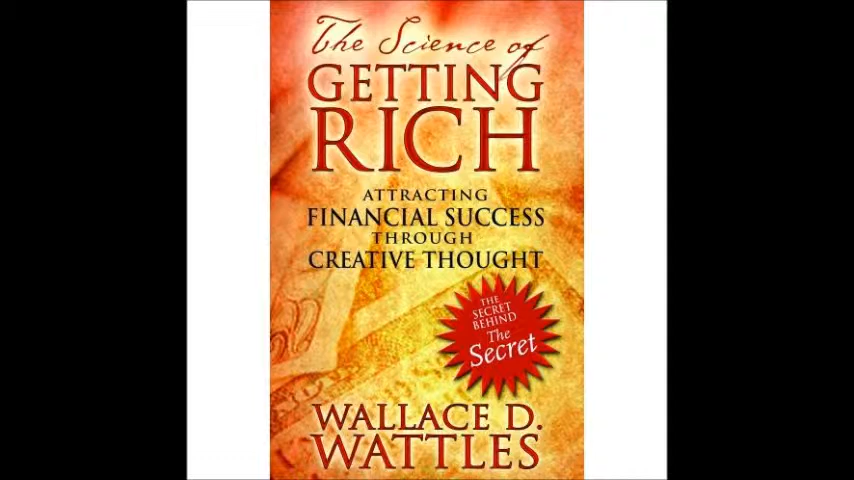 The Science of
GETTING
RICH
ATTRACTING
FINANCIAL SUCCESS
THROUGH
CREATIVE THOUGHT
THE
SECRET
BEHIND
The
Secret
WALLACE D.
WATTLES